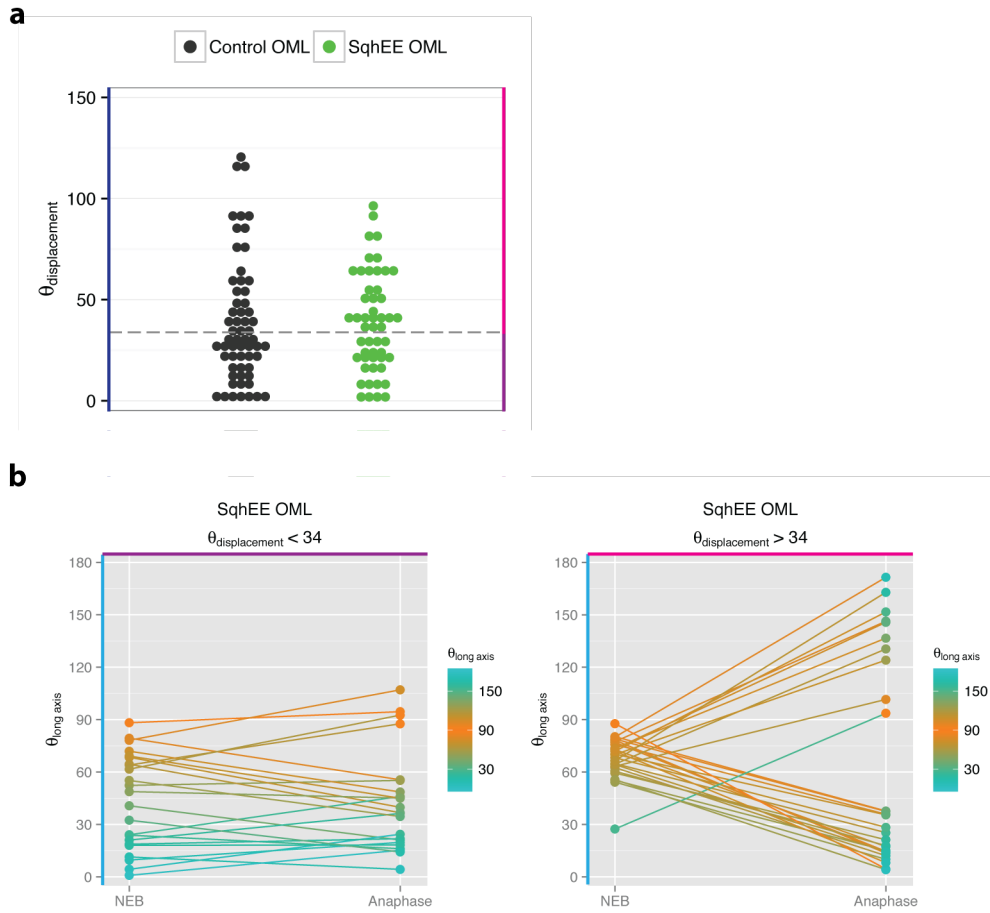 a
Control OML SqhEE OML
150
100
50
0
θdisplacement
b
SqhEE OML
θdisplacement < 34
180
150
120
90
60
30
0
θlong axis
NEB Anaphase
θlong axis
150
90
30
SqhEE OML
θdisplacement > 34
180
150
120
90
60
30
0
θlong axis
NEB Anaphase
θlong axis
150
90
30